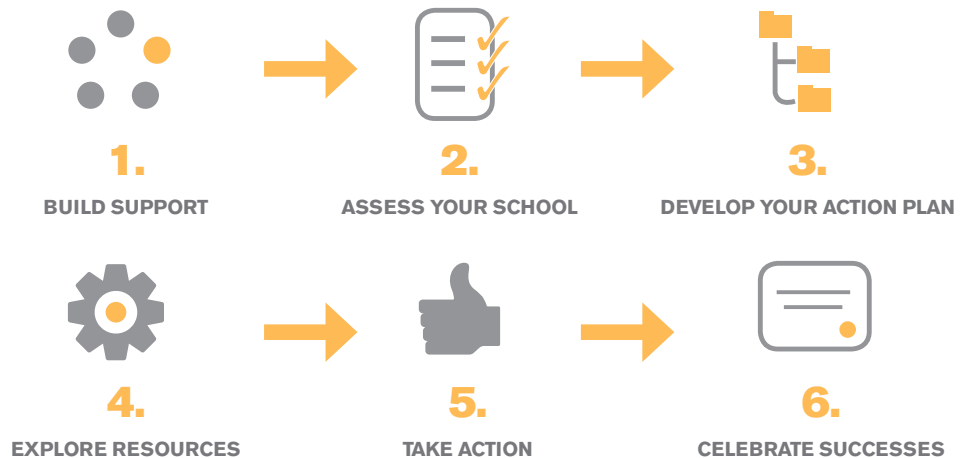 1.
BUILD SUPPORT
2.
ASSESS YOUR SCHOOL
3.
DEVELOP YOUR ACTION PLAN
4.
EXPLORE RESOURCES
5.
TAKE ACTION
6.
CELEBRATE SUCCESSES